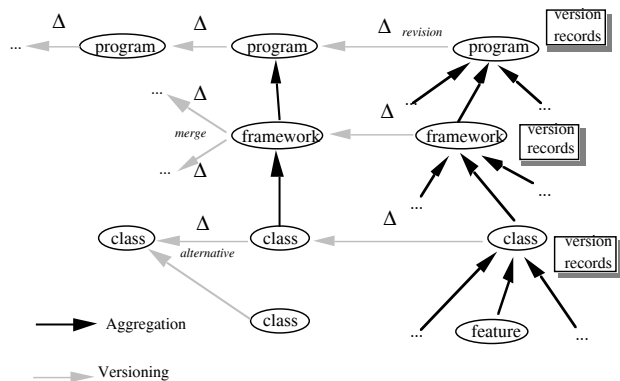 Δ Δ Δ revision version
records
... program program program
... Δ ... ...
merge framework Δ framework version
records
... Δ ... ...
Δ Δ
class class class version
records
alternative
class ... feature ...
Aggregation
Versioning